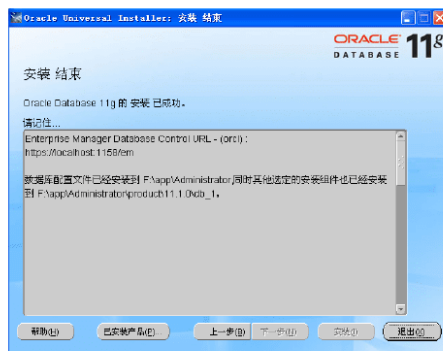 Oracle Universal Installer: 安装 结束
ORACLE
DATABASE 11g
安装 结束
Oracle Database 11g 的 安装 已成功。
请记住...
Enterprise Manager Database Control URL - (orcl) :
https://localhost:1158/em
数据库配置文件已经安装到 F:\app\Administrator,同时其他选定的安装组件也已经安装
到 F:\app\Administrator\product\11.1.0\db_1。
帮助(H)
已安装产品(P)...
上一步(B)
下一步(N)
安装(I)
退出(X)